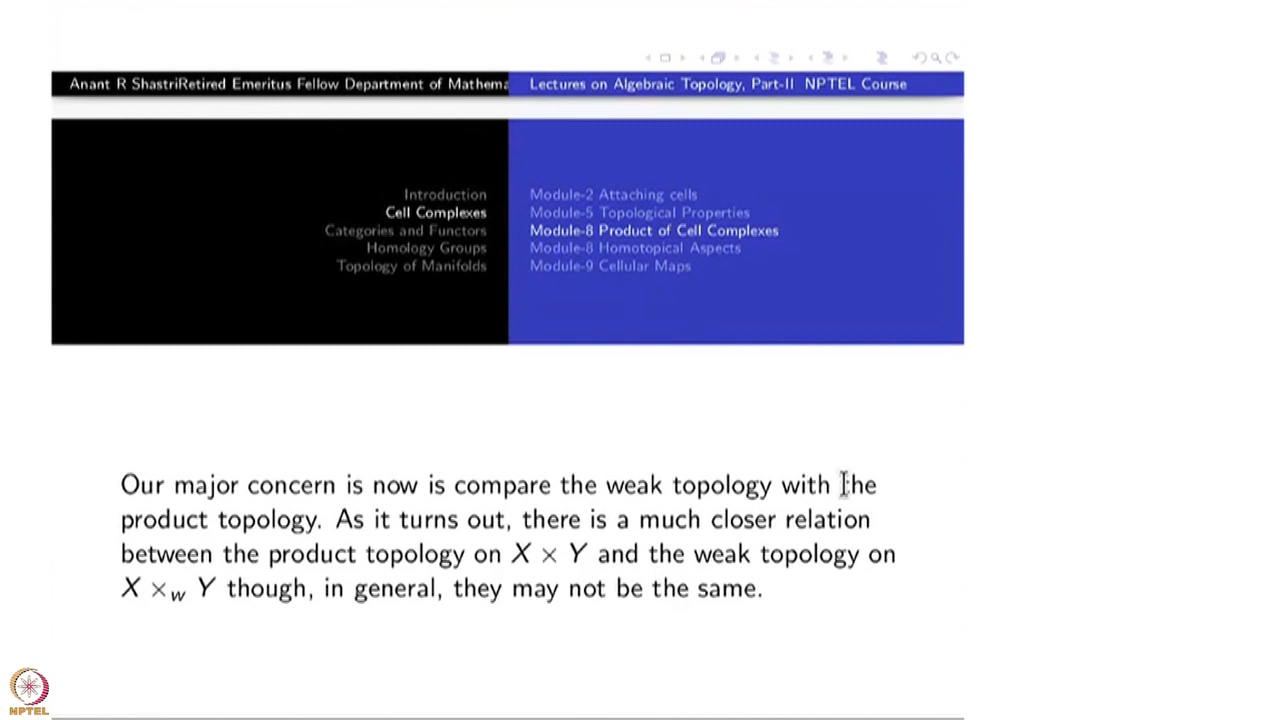 Anant R ShastriRetired Emeritus Fellow Department of Mathema
Lectures on Algebraic Topology, Part-II NPTEL Course
Introduction
Cell Complexes
Categories and Functors
Homology Groups
Topology of Manifolds
Module-2 Attaching cells
Module-5 Topological Properties
Module-8 Product of Cell Complexes
Module-8 Homotopical Aspects
Module-9 Cellular Maps
Our major concern is now is compare the weak topology with the
product topology. As it turns out, there is a much closer relation
between the product topology on X × Y and the weak topology on
X ×_w Y though, in general, they may not be the same.
NPTEL